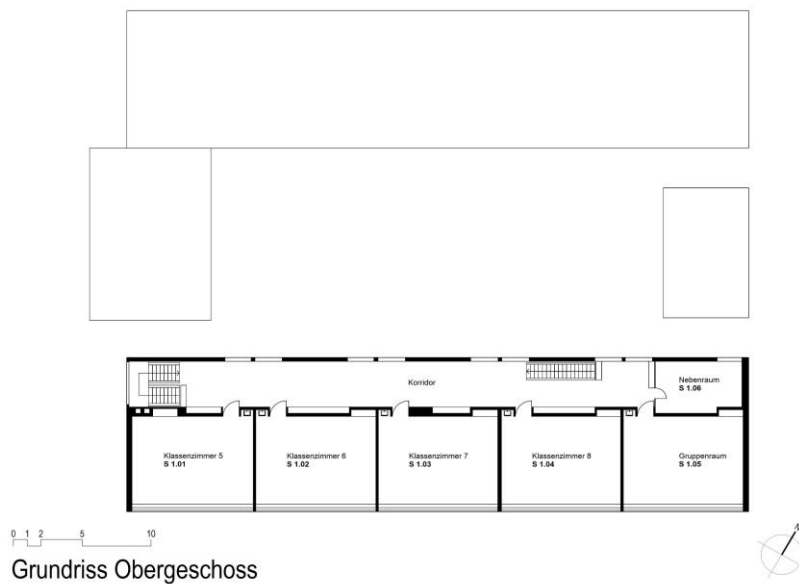 Korridor
Nebenraum
S 1.06
Klassenzimmer 5
S 1.01
Klassenzimmer 6
S 1.02
Klassenzimmer 7
S 1.03
Klassenzimmer 8
S 1.04
Gruppenraum
S 1.05
0 1 2 5 10
Grundriss Obergeschoss